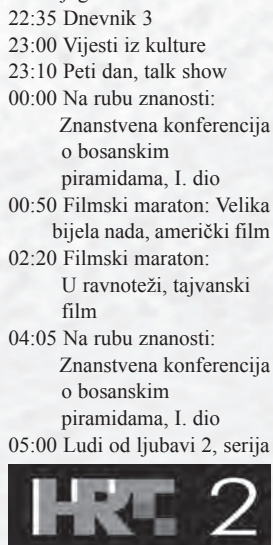 22:35 Dnevnik 3
23:00 Vijesti iz kulture
23:10 Peti dan, talk show
00:00 Na rubu znanosti:
Znanstvena konferencija
o bosanskim
piramidama, I. dio
00:50 Filmski maraton: Velika
bijela nada, američki film
02:20 Filmski maraton:
U ravnoteži, tajvanski
film
04:05 Na rubu znanosti:
Znanstvena konferencija
o bosanskim
piramidama, I. dio
05:00 Ludi od ljubavi 2, serija
HRT 2